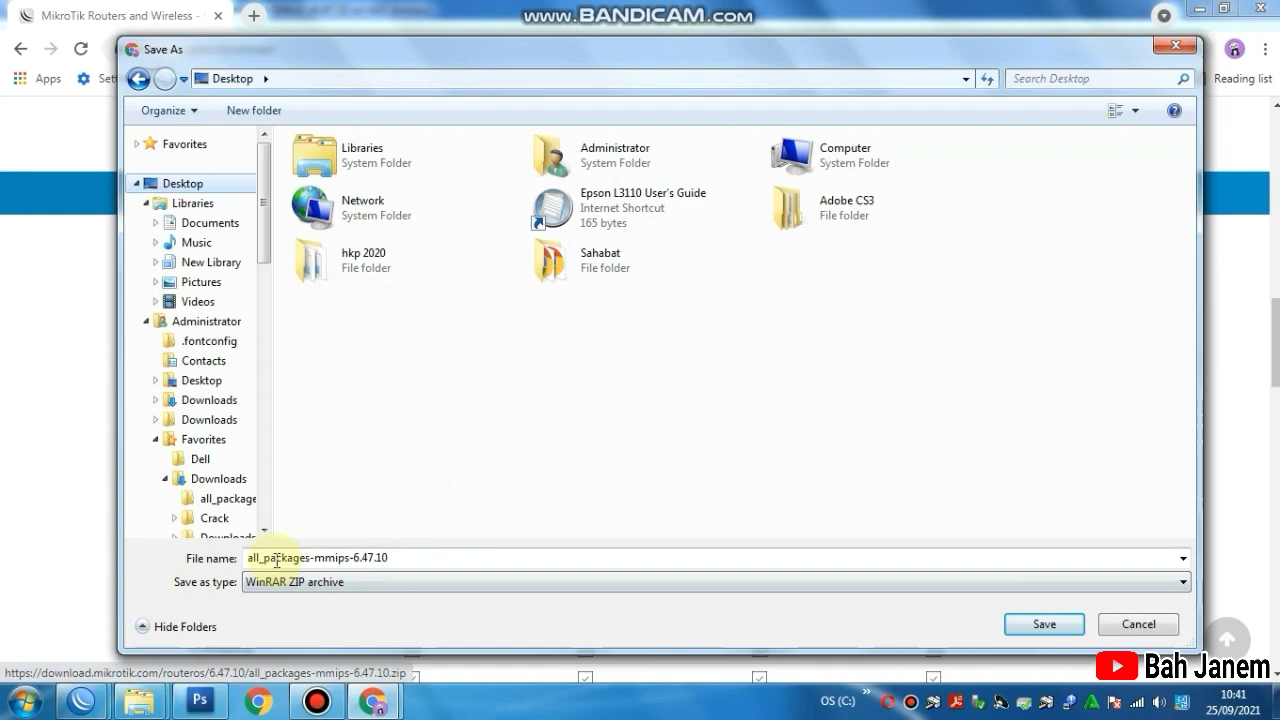 MikroTik Routers and Wireless -
www.BANDICAM.com
Save As
Desktop
Search Desktop
Apps
Reading list
Organize
New folder
Favorites
Desktop
Libraries
Documents
Music
New Library
Pictures
Videos
Administrator
.fontconfig
Contacts
Desktop
Downloads
Downloads
Favorites
Dell
Downloads
all_package
Crack
Libraries
System Folder
Administrator
System Folder
Computer
System Folder
Network
System Folder
Epson L3110 User's Guide
Internet Shortcut
165 bytes
Adobe CS3
File folder
hkp 2020
File folder
Sahabat
File folder
File name: all_packages-mmips-6.47.10
Save as type: WinRAR ZIP archive
Hide Folders
Save
Cancel
https://download.mikrotik.com/routeros/6.47.10/all_packages-mmips-6.47.10.zip
Bah Janem
Ps
OS (C:)
10:41
25/09/2021